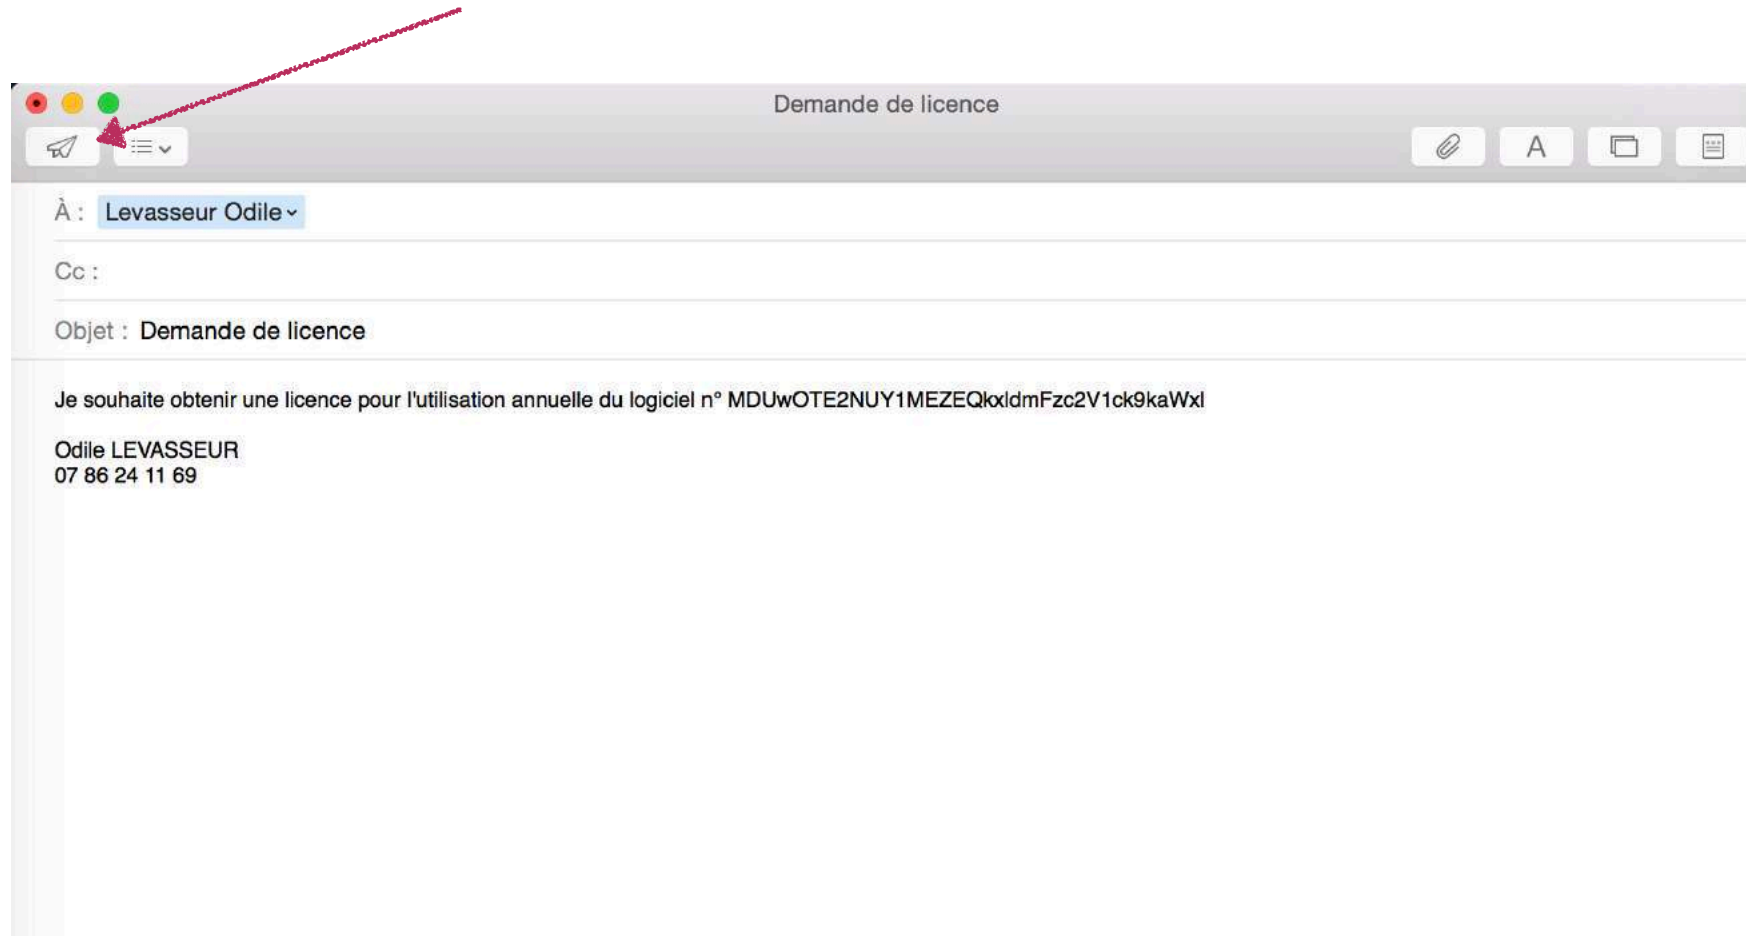 Demande de licence
A
À : Levasseur Odile
Cc :
Objet : Demande de licence
Je souhaite obtenir une licence pour l'utilisation annuelle du logiciel n° MDUwOTE2NUY1MEZEQkxldmFzc2V1ck9kaWxl
Odile LEVASSEUR
07 86 24 11 69